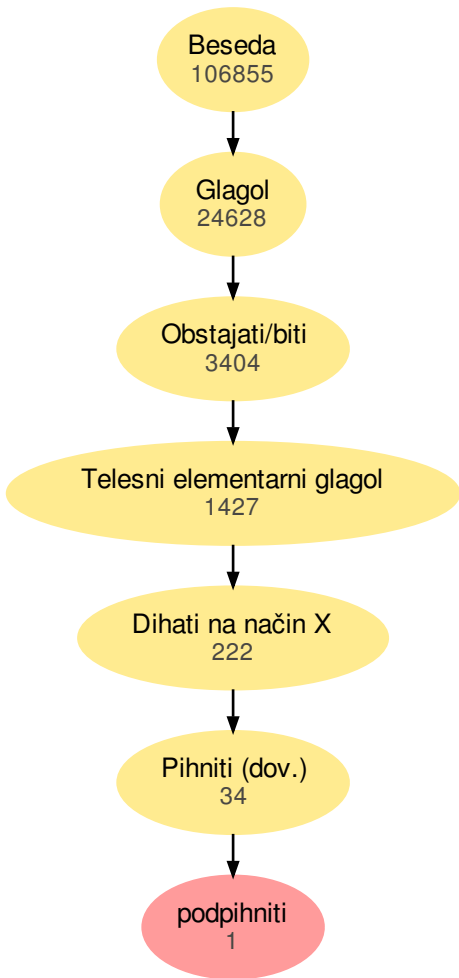 Beseda
106855
Glagol
24628
Obstajati/biti
3404
Telesni elementarni glagol
1427
Dihati na način X
222
Pihniti (dov.)
34
podpihniti
1